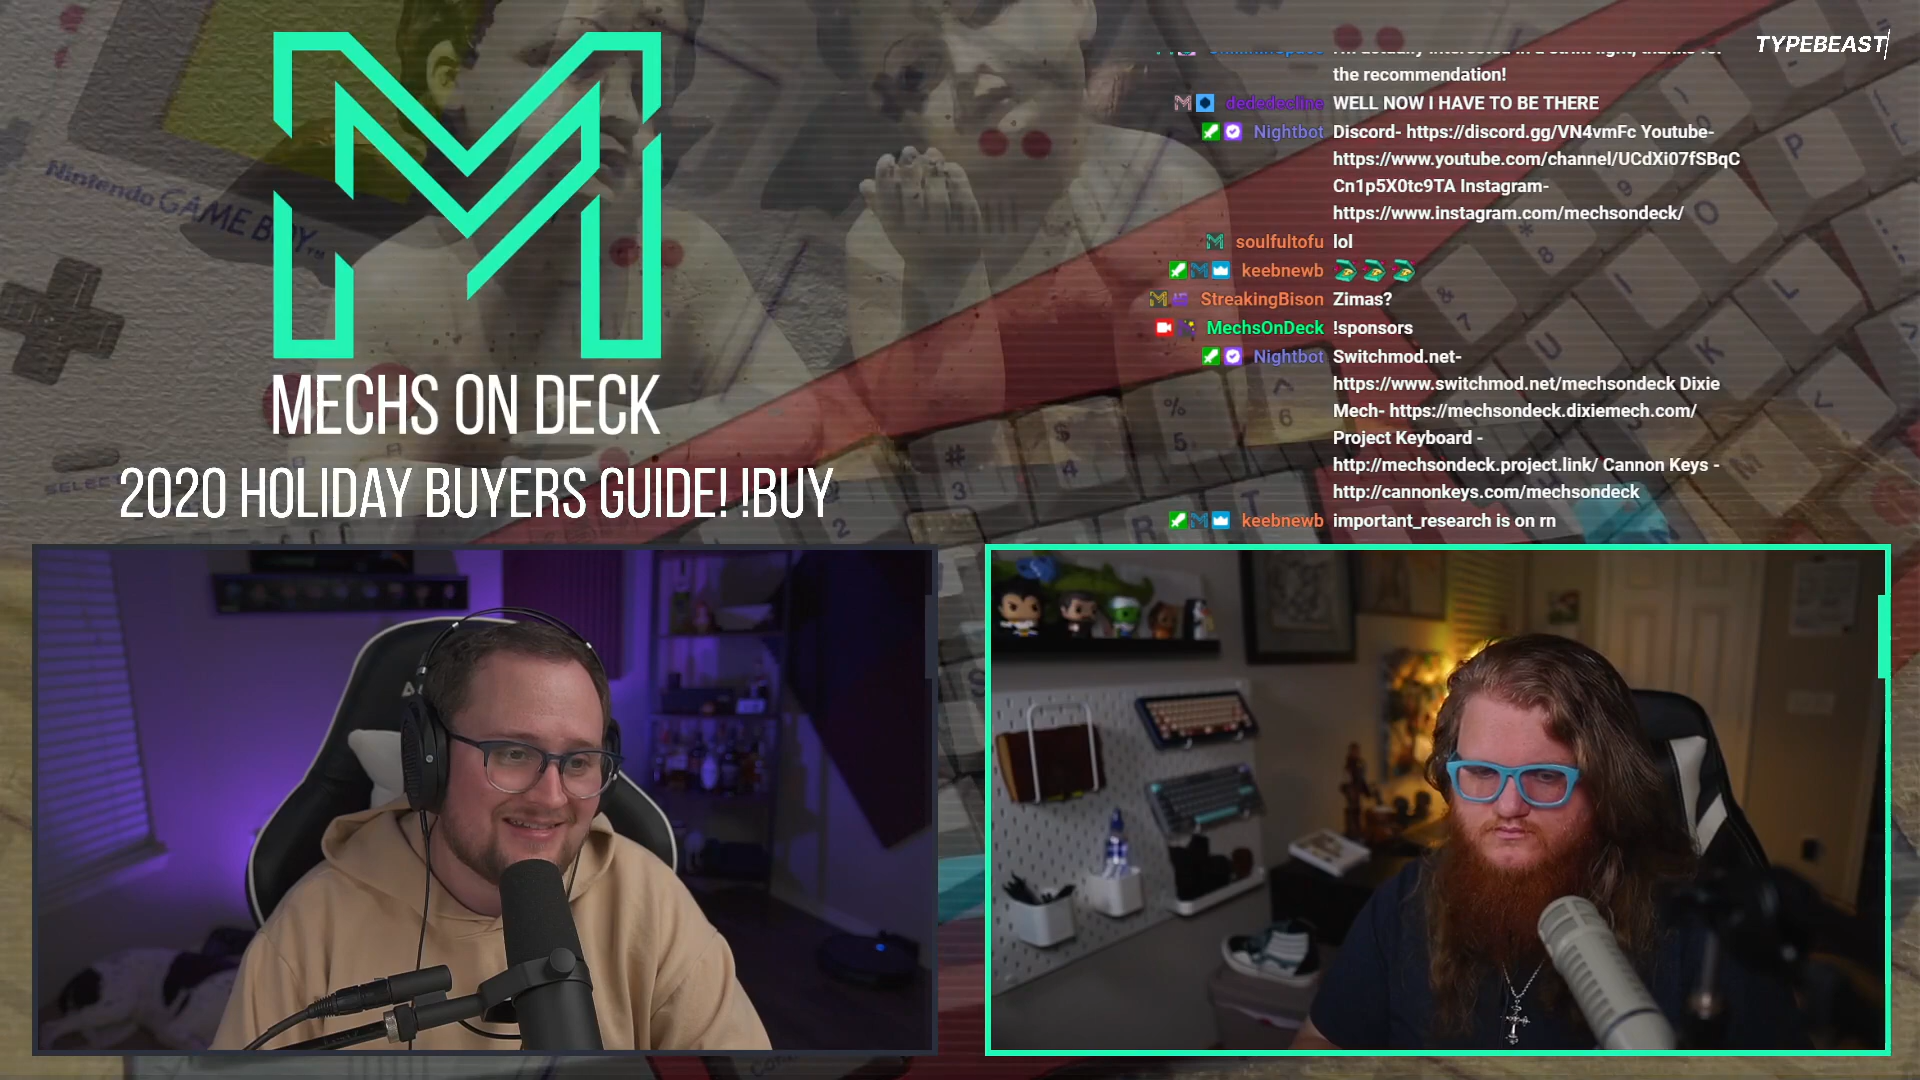 TYPEBEAST
the recommendation!
dededecline WELL NOW I HAVE TO BE THERE
Nightbot Discord- https://discord.gg/VN4vmFc Youtube-
https://www.youtube.com/channel/UCdXi07fSBqC
Cn1p5X0tc9TA Instagram-
https://www.instagram.com/mechsondeck/
soulfultofu lol
keebnewb
StreakingBison Zimas?
MechsOnDeck !sponsors
Nightbot Switchmod.net-
https://www.switchmod.net/mechsondeck Dixie
Mech- https://mechsondeck.dixiemech.com/
Project Keyboard -
http://mechsondeck.project.link/ Cannon Keys -
http://cannonkeys.com/mechsondeck
keebnewb important_research is on rn
Nintendo GAME BOY
MECHS ON DECK
2020 HOLIDAY BUYERS GUIDE! !BUY